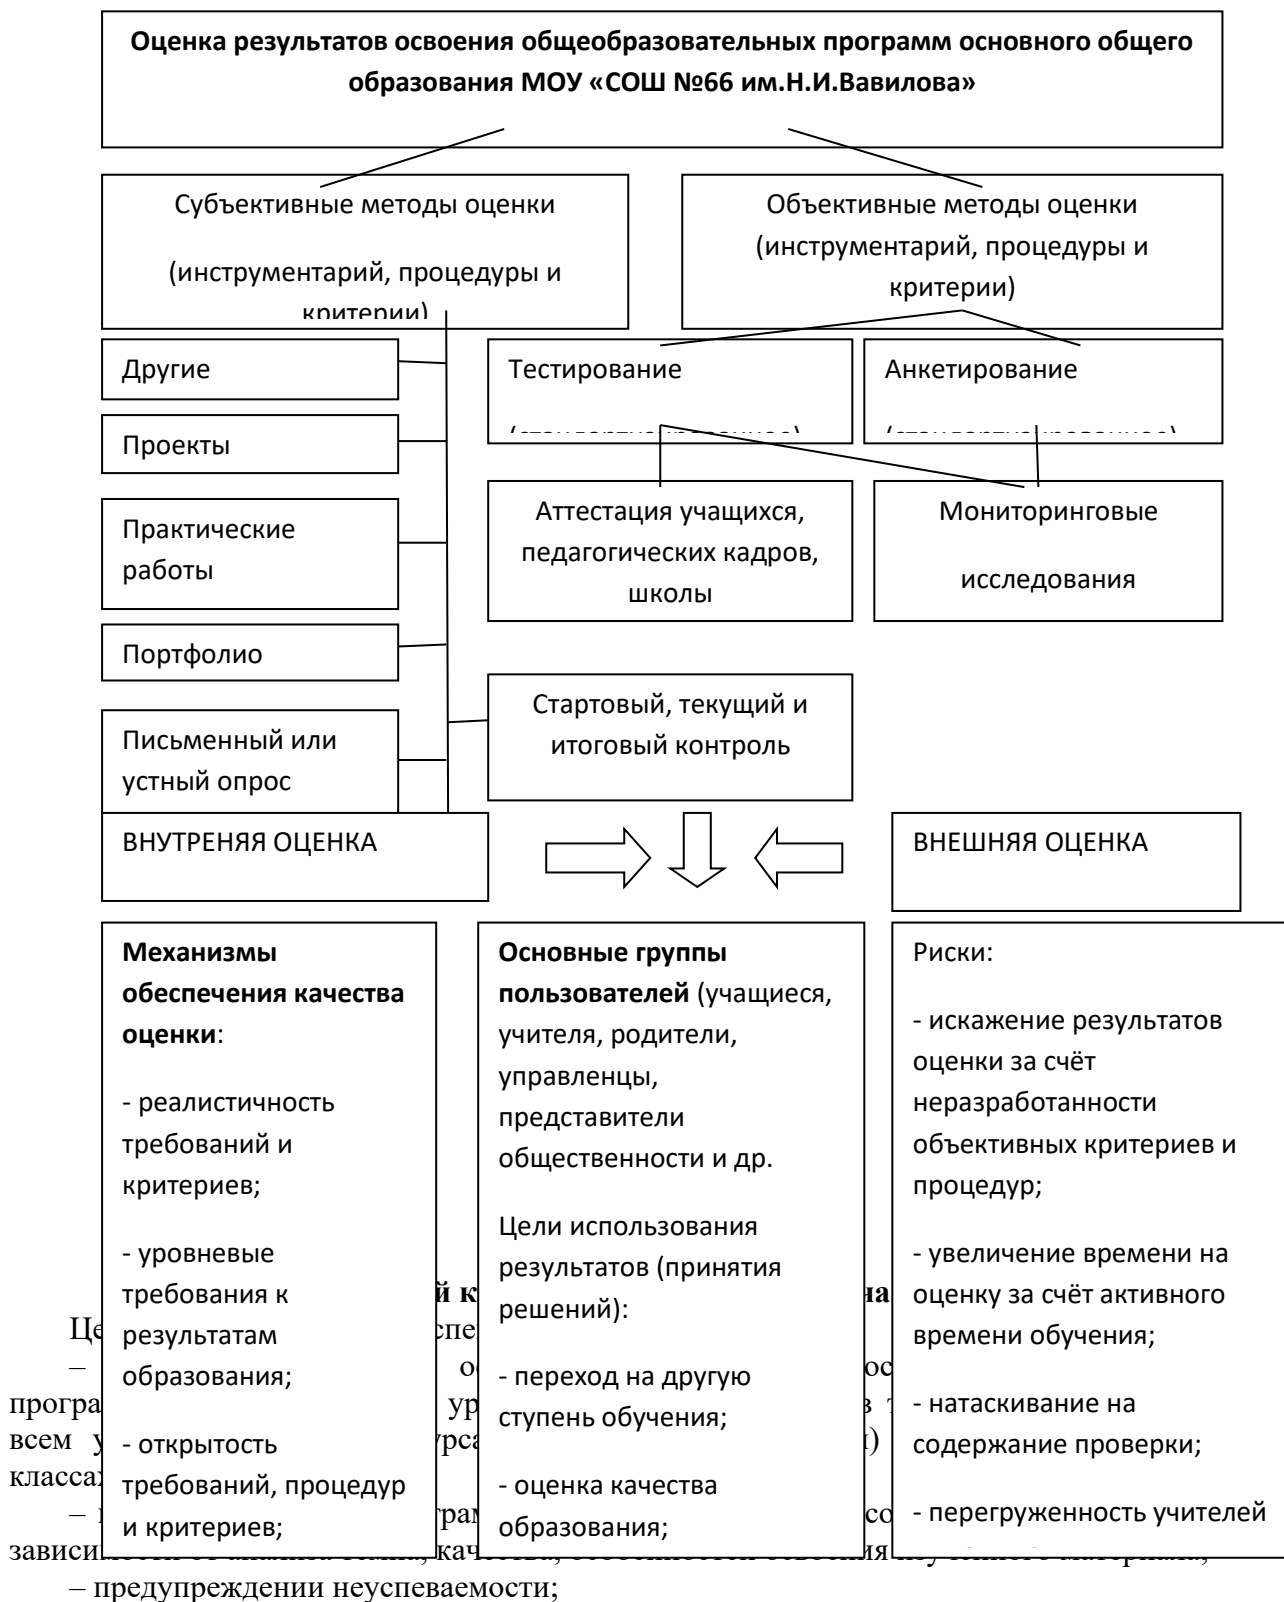 Оценка результатов освоения общеобразовательных программ основного общего
образования МОУ «СОШ №66 им.Н.И.Вавилова»
Субъективные методы оценки
(инструментарий, процедуры и
критерии)
Объективные методы оценки
(инструментарий, процедуры и
критерии)
Другие
Проекты
Практические
работы
Портфолио
Письменный или
устный опрос
Тестирование
(стандартизированное)
Анкетирование
(стандартизированное)
Аттестация учащихся,
педагогических кадров,
школы
Мониторинговые
исследования
Стартовый, текущий и
итоговый контроль
ВНУТРЕНЯЯ ОЦЕНКА
ВНЕШНЯЯ ОЦЕНКА
Механизмы
обеспечения качества
оценки:
- реалистичность
требований и
критериев;
- уровневые
требования к
результатам
образования;
- открытость
требований, процедур
и критериев;
Основные группы
пользователей (учащиеся,
учителя, родители,
управленцы,
представители
общественности и др.
Цели использования
результатов (принятия
решений):
- переход на другую
ступень обучения;
- оценка качества
образования;
Риски:
- искажение результатов
оценки за счёт
неразработанности
объективных критериев и
процедур;
- увеличение времени на
оценку за счёт активного
времени обучения;
- натаскивание на
содержание проверки;
- перегруженность учителей
всем
– предупреждении неуспеваемости;